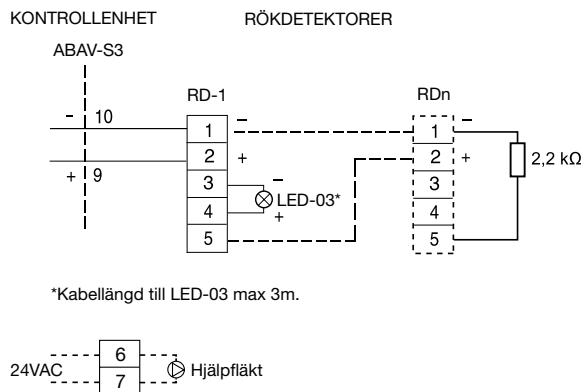 KONTROLLENHET RÖKDETEKTORER
ABAV-S3
RD-1 RDn
- 10 1 − 1 −
2 + 2 + 2,2 kΩ
+ 9 3 − 3
4 LED-03* 4
+
5 5
*Kabellängd till LED-03 max 3m.
6
24VAC Hjälpfläkt
7